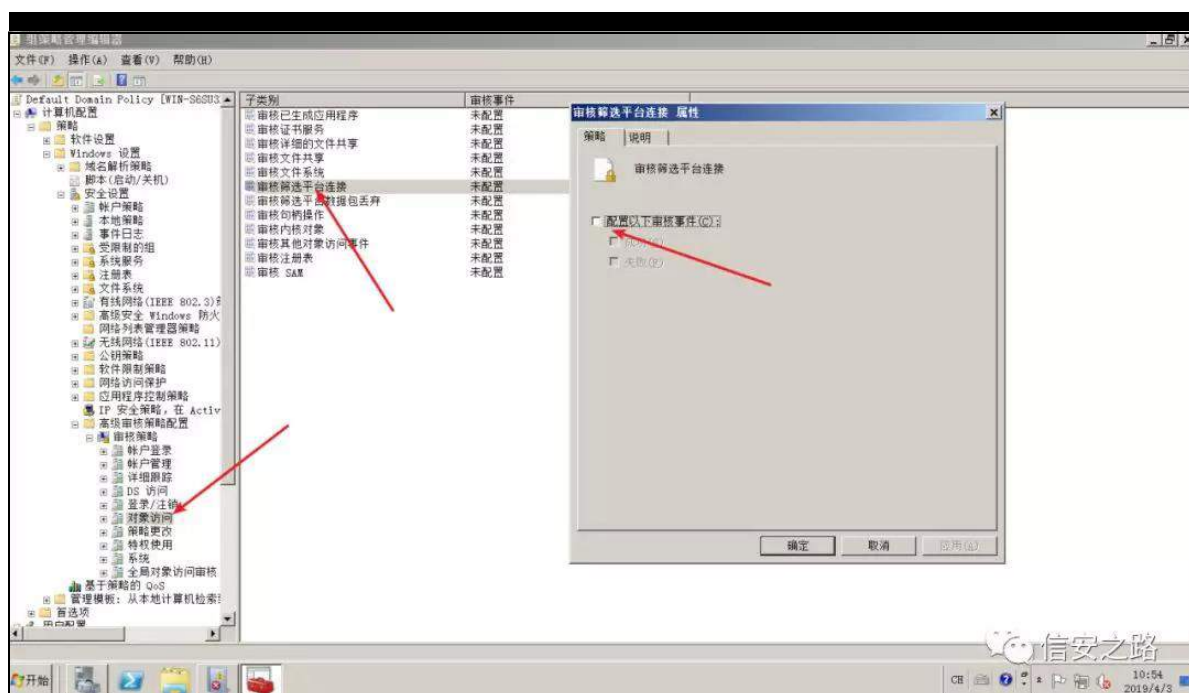 组策略管理编辑器
文件(F) 操作(A) 查看(V) 帮助(H)
Default Domain Policy [WIN-S6SU3
计算机配置
策略
软件设置
Windows 设置
域名解析策略
脚本(启动/关机)
安全设置
帐户策略
本地策略
事件日志
受限制的组
系统服务
注册表
文件系统
有线网络(IEEE 802.3)
高级安全 Windows 防火
网络列表管理器策略
无线网络(IEEE 802.11)
公钥策略
软件限制策略
网络访问保护
应用程序控制策略
IP 安全策略，在 Activ
高级审核策略配置
审核策略
帐户登录
帐户管理
详细跟踪
DS 访问
登录/注销
对象访问
策略更改
特权使用
系统
全局对象访问审核
基于策略的 QoS
管理模板: 从本地计算机检索
首选项
用户配置
子类别 审核事件
审核已生成应用程序 未配置
审核证书服务 未配置
审核详细的文件共享 未配置
审核文件共享 未配置
审核文件系统 未配置
审核筛选平台连接 未配置
审核筛选平台数据包丢弃 未配置
审核句柄操作 未配置
审核内核对象 未配置
审核其他对象访问事件 未配置
审核注册表 未配置
审核 SAM 未配置
审核筛选平台连接 属性
策略 说明
审核筛选平台连接
配置以下审核事件(C):
成功(S)
失败(F)
确定 取消 应用(A)
信安之路
开始
CH
10:54
2019/4/3